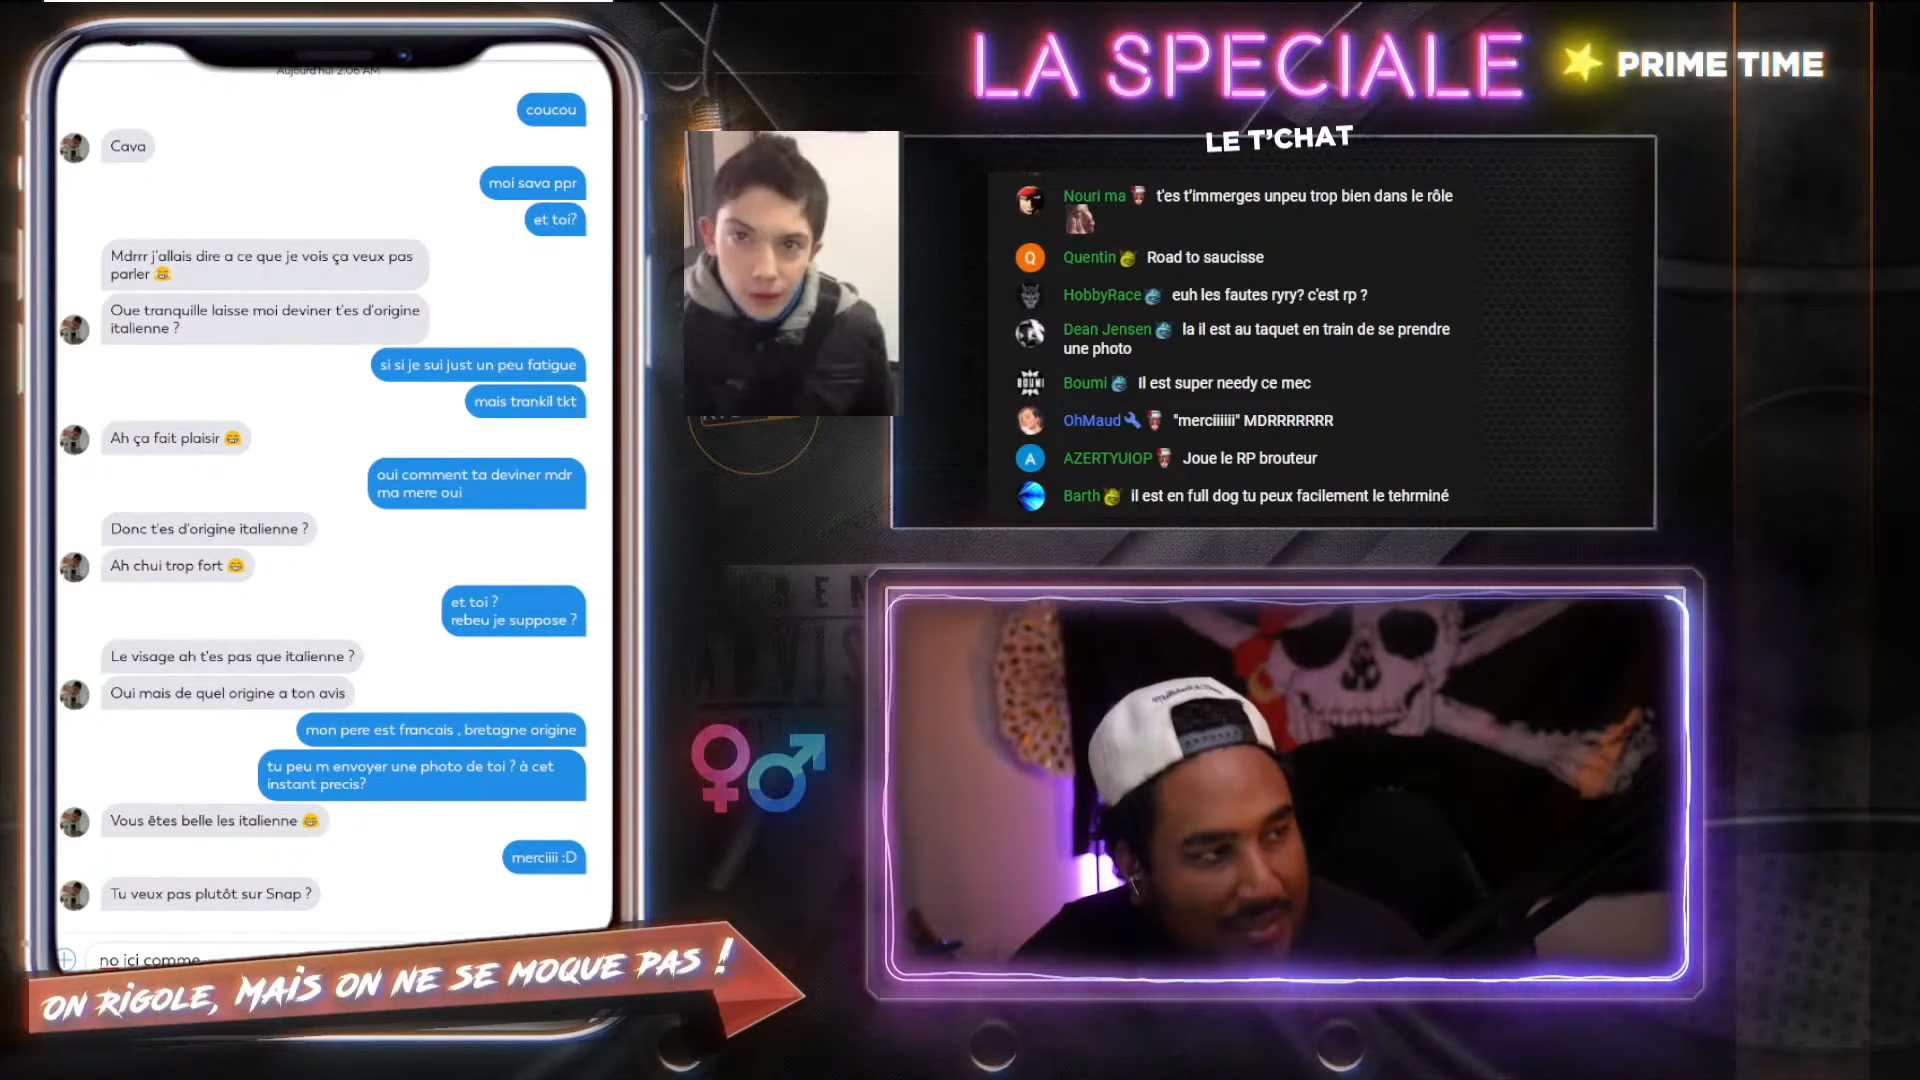 Aujourd'hui 2:06 AM
coucou
Cava
moi sava ppr
et toi?
Mdrrr j'allais dire a ce que je vois ça veux pas
parler 😂
Oue tranquille laisse moi deviner t'es d'origine
italienne ?
si si je sui just un peu fatigue
mais trankil tkt
Ah ça fait plaisir 😂
oui comment ta deviner mdr
ma mere oui
Donc t'es d'origine italienne ?
Ah chui trop fort 😂
et toi ?
rebeu je suppose ?
Le visage ah t'es pas que italienne ?
Oui mais de quel origine a ton avis
mon pere est francais , bretagne origine
tu peu m envoyer une photo de toi ? à cet
instant precis?
Vous êtes belle les italienne 😂
merciiii :D
Tu veux pas plutôt sur Snap ?
no ici comme
ON RIGOLE, MAIS ON NE SE MOQUE PAS !
LA SPECIALE
PRIME TIME
LE T'CHAT
Nouri ma t'es t'immerges unpeu trop bien dans le rôle
Q Quentin Road to saucisse
HobbyRace euh les fautes ryry? c'est rp ?
Dean Jensen la il est au taquet en train de se prendre
une photo
BOUMI Boumi Il est super needy ce mec
OhMaud "merciiiiii" MDRRRRRRR
A AZERTYUIOP Joue le RP brouteur
Barth il est en full dog tu peux facilement le tehrminé